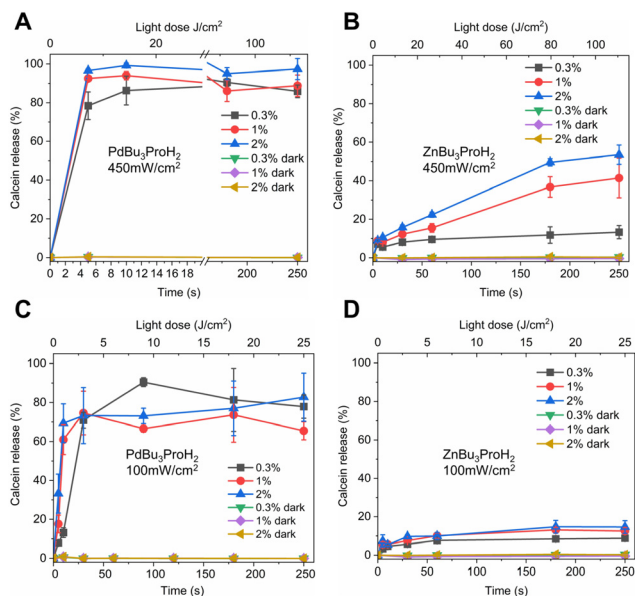 A
Light dose J/cm2
0 20 100
100
80
60
40
20
0
Calcein release (%)
PdBu3ProH2
450mW/cm2
0.3%
1%
2%
0.3% dark
1% dark
2% dark
0 2 4 6 8 10 12 14 16 18 200 250
Time (s)
B
Light dose (J/cm2)
0 20 40 60 80 100
100
80
60
40
20
0
Calcein release (%)
ZnBu3ProH2
450mW/cm2
0.3%
1%
2%
0.3% dark
1% dark
2% dark
0 50 100 150 200 250
Time (s)
C
Light dose (J/cm2)
0 5 10 15 20 25
100
80
60
40
20
0
Calcein release (%)
PdBu3ProH2
100mW/cm2
0.3%
1%
2%
0.3% dark
1% dark
2% dark
0 50 100 150 200 250
Time (s)
D
Light dose (J/cm2)
0 5 10 15 20 25
100
80
60
40
20
0
Calcein release (%)
ZnBu3ProH2
100mW/cm2
0.3%
1%
2%
0.3% dark
1% dark
2% dark
0 50 100 150 200 250
Time (s)